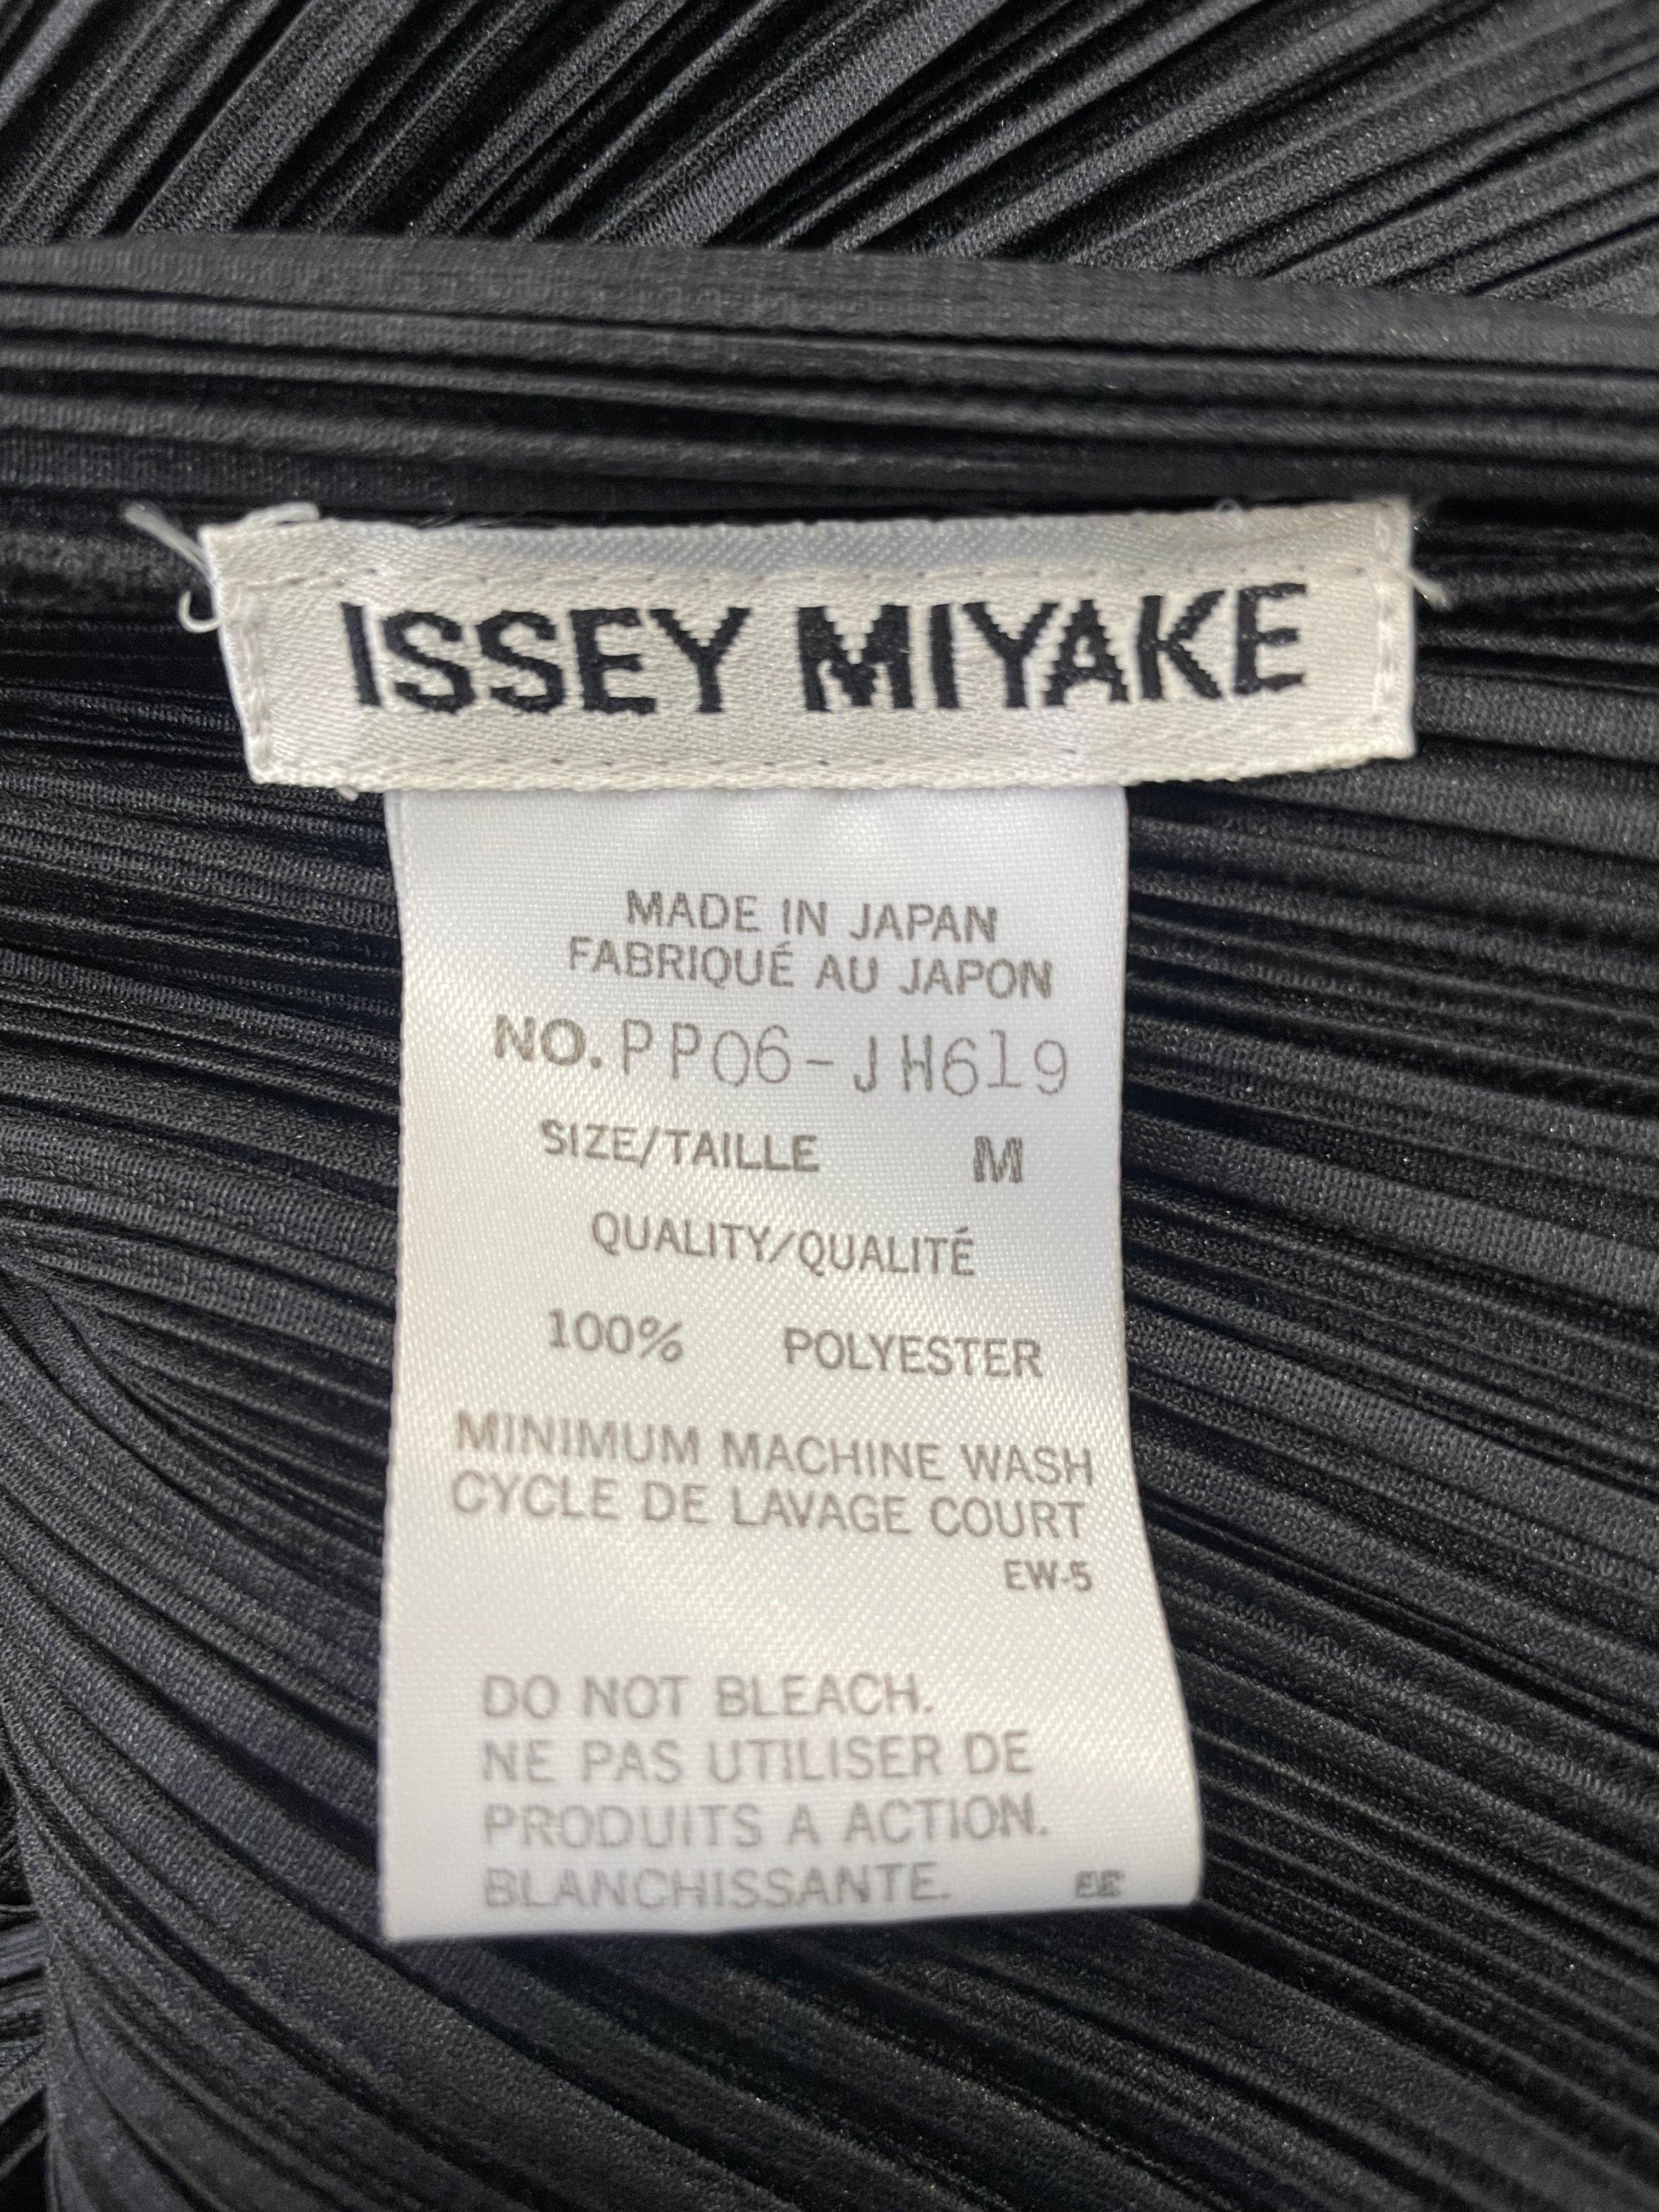 ISSEY MIYAKE
MADE IN JAPAN
FABRIQUÉ AU JAPON
NO. PP06-JH619
SIZE/TAILLE M
QUALITY/QUALITÉ
100% POLYESTER
MINIMUM MACHINE WASH
CYCLE DE LAVAGE COURT
EW-5
DO NOT BLEACH.
NE PAS UTILISER DE
PRODUITS A ACTION.
BLANCHISSANTE.